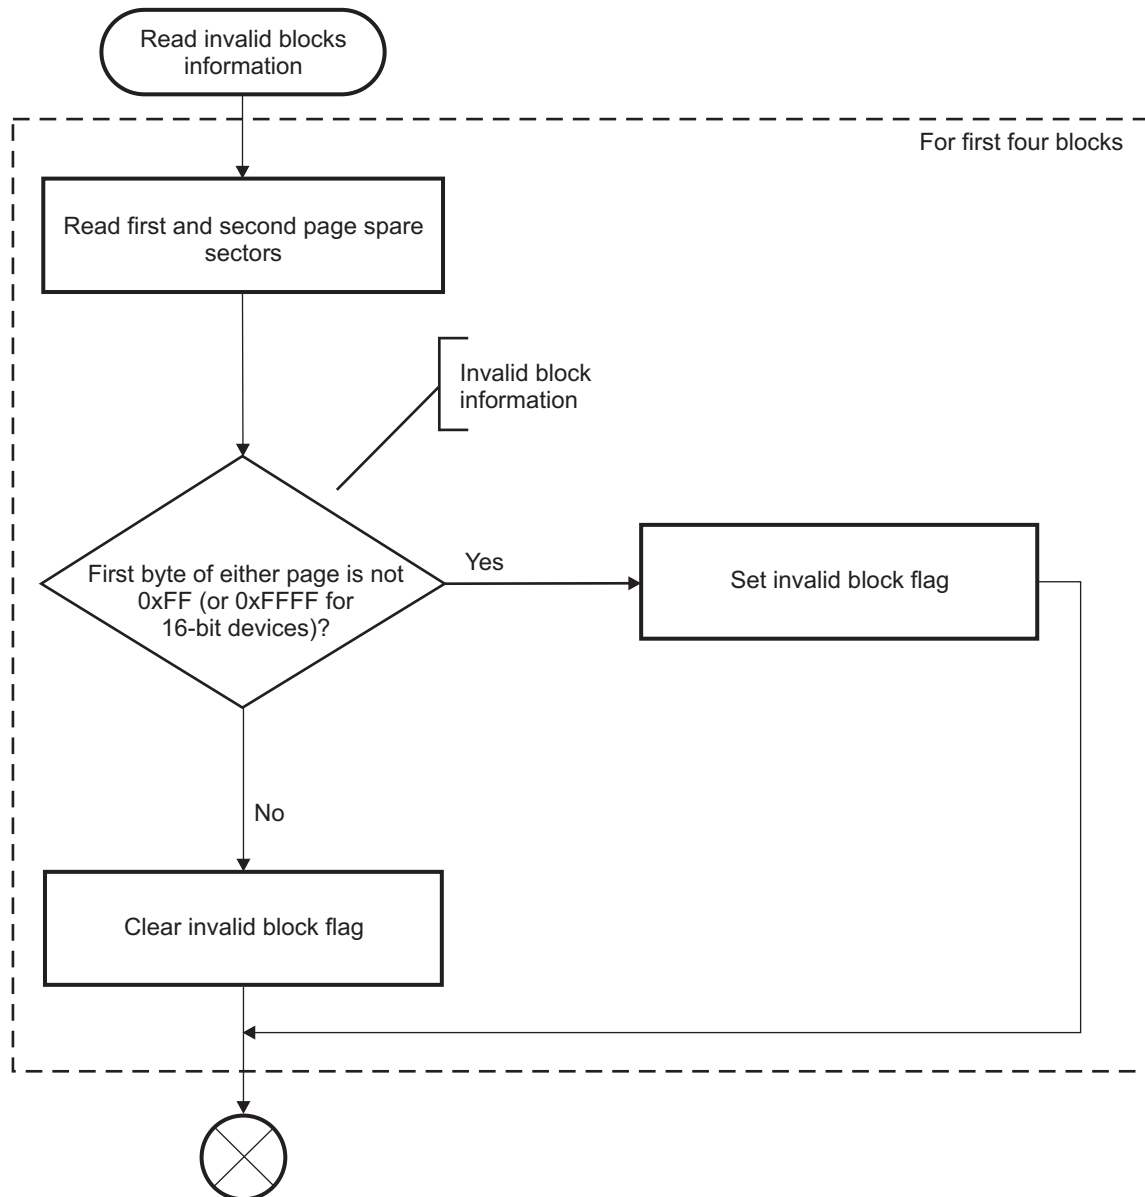 Read invalid blocks
information
For first four blocks
Read first and second page spare
sectors
Invalid block
information
First byte of either page is not
0xFF (or 0xFFFF for
16-bit devices)?
Yes
Set invalid block flag
No
Clear invalid block flag